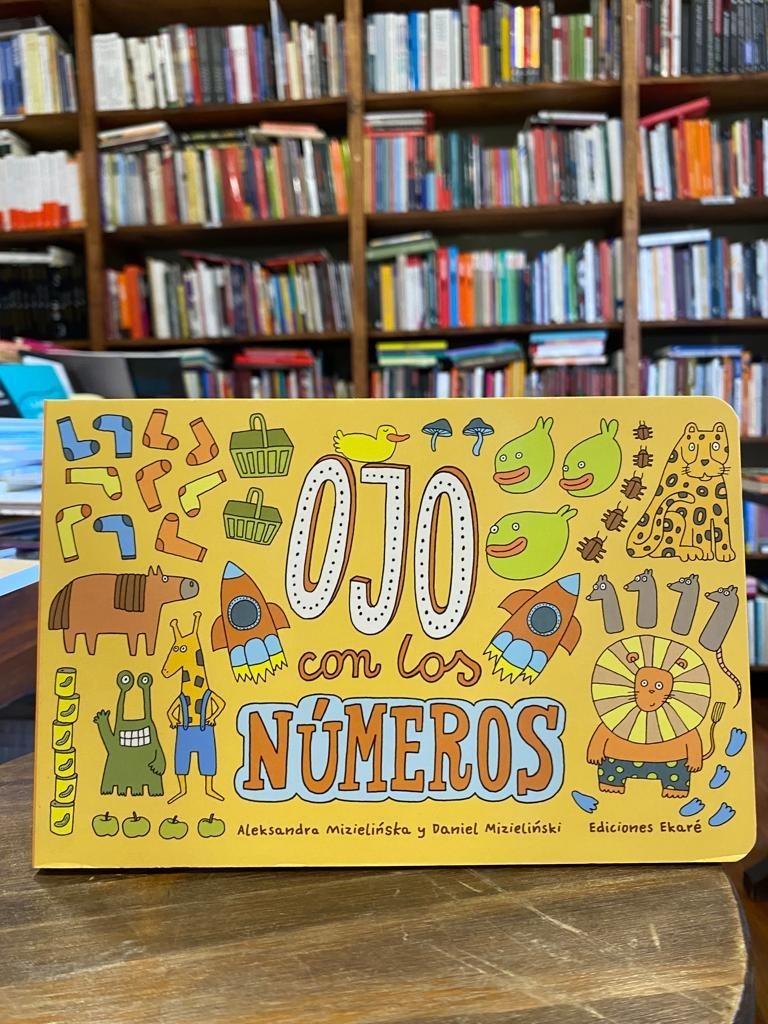 OJO
con los
NÚMEROS
Aleksandra Mizielińska y Daniel Mizieliński Ediciones Ekaré